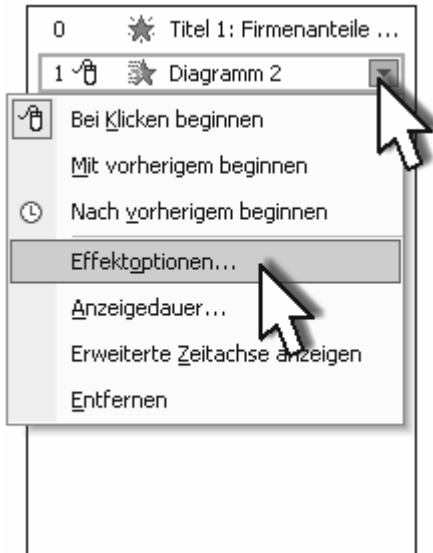 0 Titel 1: Firmenanteile ...
1 Diagramm 2
Bei Klicken beginnen
Mit vorherigem beginnen
Nach vorherigem beginnen
Effektoptionen...
Anzeigedauer...
Erweiterte Zeitachse anzeigen
Entfernen